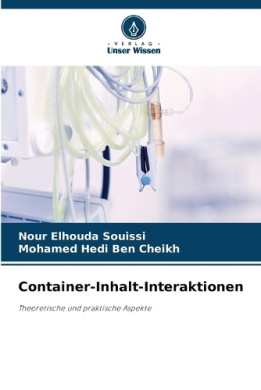 VERLAG
Unser Wissen
Nour Elhouda Souissi
Mohamed Hedi Ben Cheikh
Container-Inhalt-Interaktionen
Theoretische und praktische Aspekte